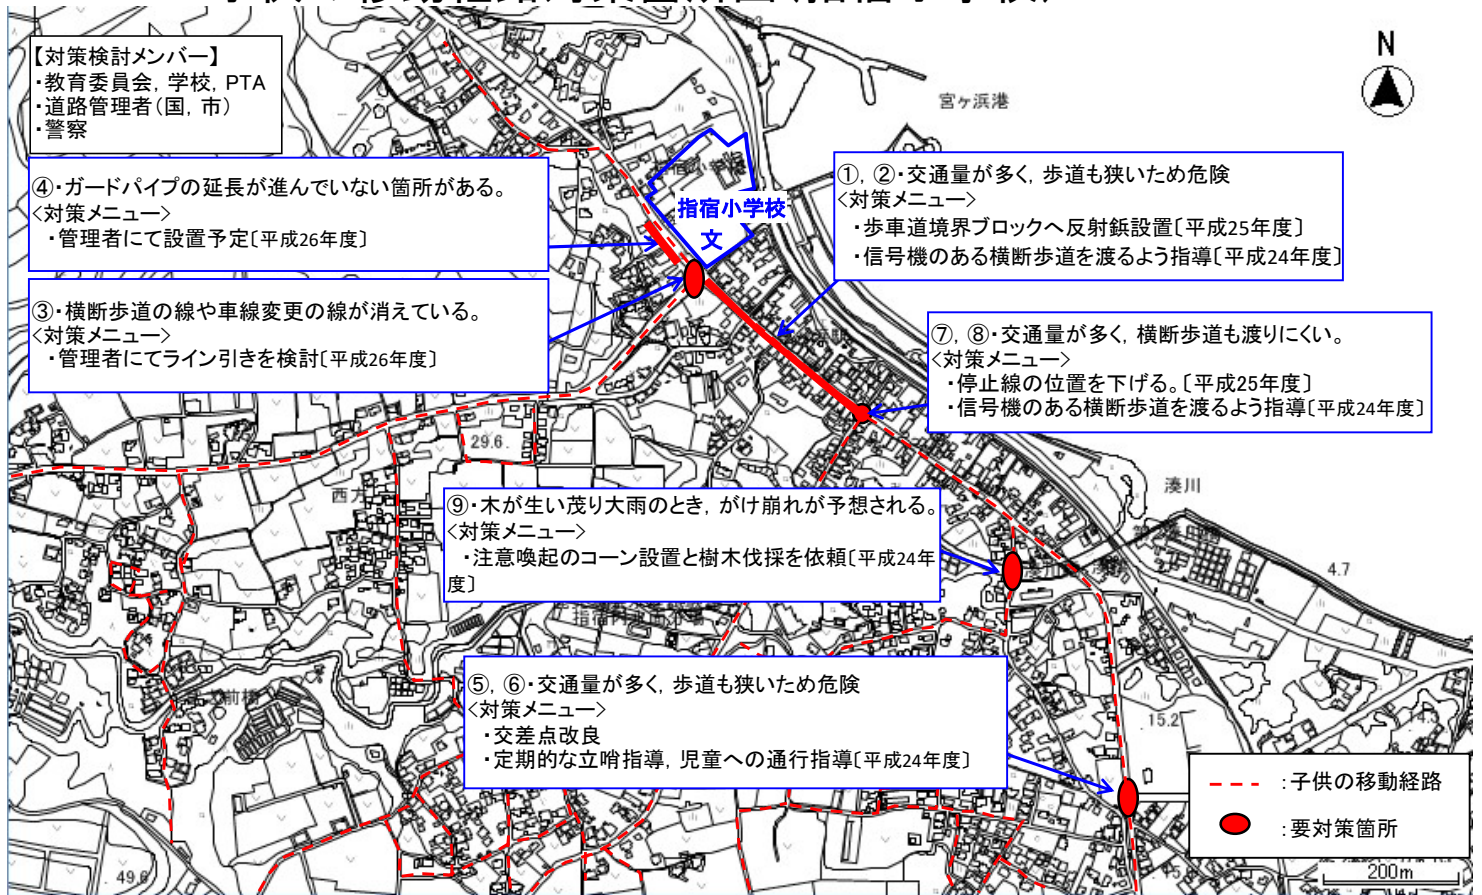 【対策検討メンバー】
・教育委員会, 学校, PTA
・道路管理者(国, 市)
・警察
N
宮ヶ浜港
④・ガードパイプの延長が進んでいない箇所がある。
<対策メニュー>
・管理者にて設置予定〔平成26年度〕
指宿小学校
文
①, ②・交通量が多く, 歩道も狭いため危険
<対策メニュー>
・歩車道境界ブロックへ反射鋲設置〔平成25年度〕
・信号機のある横断歩道を渡るよう指導〔平成24年度〕
③・横断歩道の線や車線変更の線が消えている。
<対策メニュー>
・管理者にてライン引きを検討〔平成26年度〕
⑦, ⑧・交通量が多く, 横断歩道も渡りにくい。
<対策メニュー>
・停止線の位置を下げる。〔平成25年度〕
・信号機のある横断歩道を渡るよう指導〔平成24年度〕
29.6
西方
湊川
⑨・木が生い茂り大雨のとき, がけ崩れが予想される。
<対策メニュー>
・注意喚起のコーン設置と樹木伐採を依頼〔平成24年
度〕
4.7
⑤, ⑥・交通量が多く, 歩道も狭いため危険
<対策メニュー>
・交差点改良
・定期的な立哨指導, 児童への通行指導〔平成24年度〕
15.2
14.3
:子供の移動経路
:要対策箇所
200m
49.6